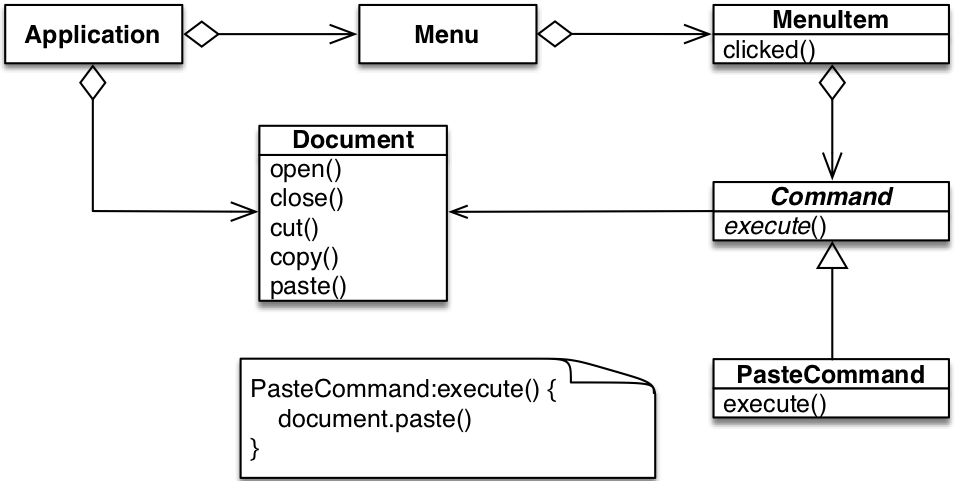 Application
Menu
MenuItem
clicked()
Document
open()
close()
cut()
copy()
paste()
Command
execute()
PasteCommand
execute()
PasteCommand:execute() {
document.paste()
}